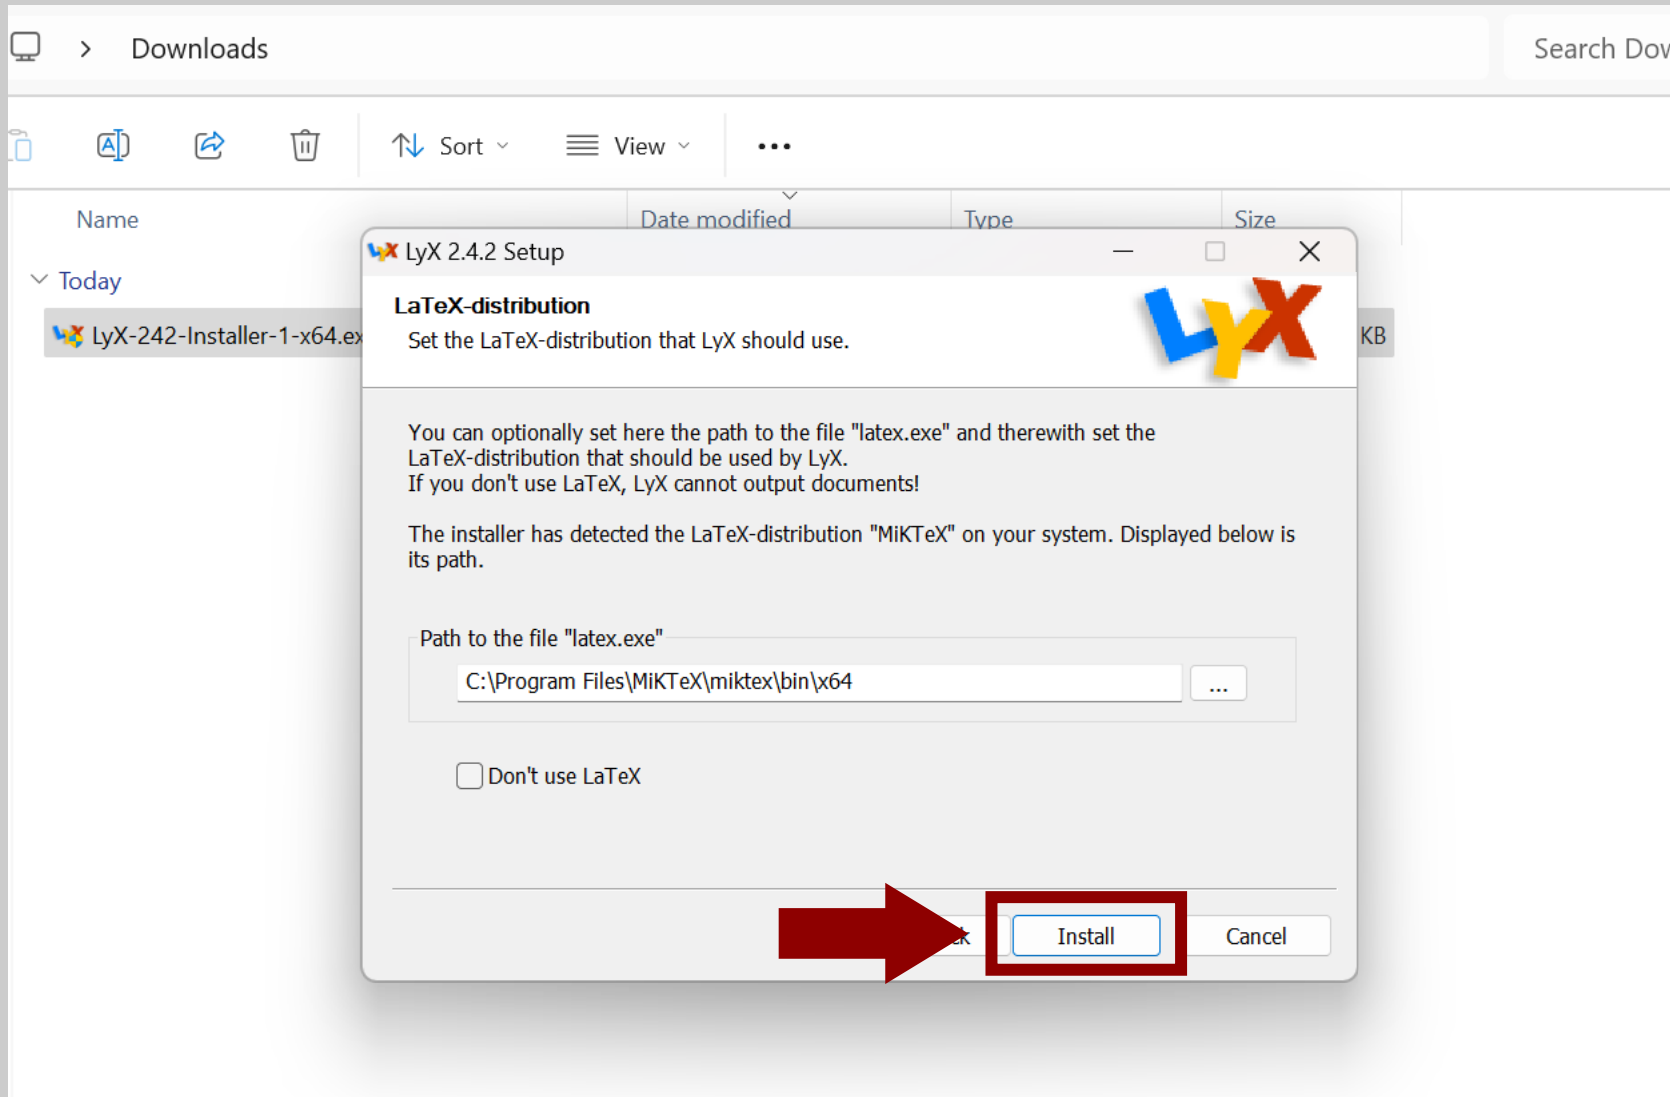 Downloads
Search Dow
Sort
View
Name
Date modified
Type
Size
LyX LyX 2.4.2 Setup
Today
LaTeX-distribution
Set the LaTeX-distribution that LyX should use.
LyX
LyX-242-Installer-1-x64.ex
KB
You can optionally set here the path to the file "latex.exe" and therewith set the
LaTeX-distribution that should be used by LyX.
If you don't use LaTeX, LyX cannot output documents!
The installer has detected the LaTeX-distribution "MiKTeX" on your system. Displayed below is
its path.
Path to the file "latex.exe"
C:\Program Files\MiKTeX\miktex\bin\x64
...
Don't use LaTeX
Install
Cancel